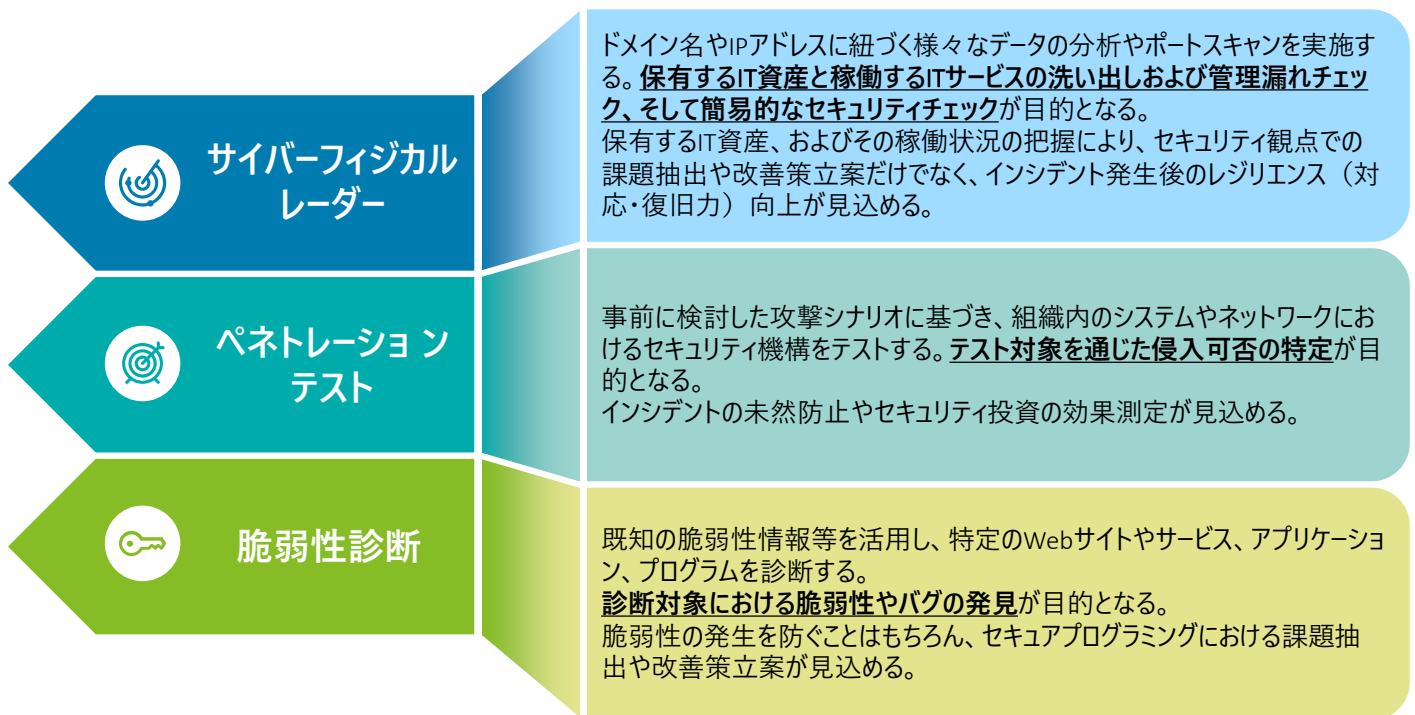 サイバーフィジカル
レーダー
ドメイン名やIPアドレスに紐づく様々なデータの分析やポートスキャンを実施す
る。保有するIT資産と稼働するITサービスの洗い出しおよび管理漏れチェッ
ク、そして簡易的なセキュリティチェックが目的となる。
保有するIT資産、およびその稼働状況の把握により、セキュリティ観点での
課題抽出や改善策立案だけでなく、インシデント発生後のレジリエンス（対
応・復旧力）向上が見込める。
ペネトレーション
テスト
事前に検討した攻撃シナリオに基づき、組織内のシステムやネットワークにお
けるセキュリティ機構をテストする。テスト対象を通じた侵入可否の特定が目
的となる。
インシデントの未然防止やセキュリティ投資の効果測定が見込める。
脆弱性診断
既知の脆弱性情報等を活用し、特定のWebサイトやサービス、アプリケーショ
ン、プログラムを診断する。
診断対象における脆弱性やバグの発見が目的となる。
脆弱性の発生を防ぐことはもちろん、セキュアプログラミングにおける課題抽
出や改善策立案が見込める。